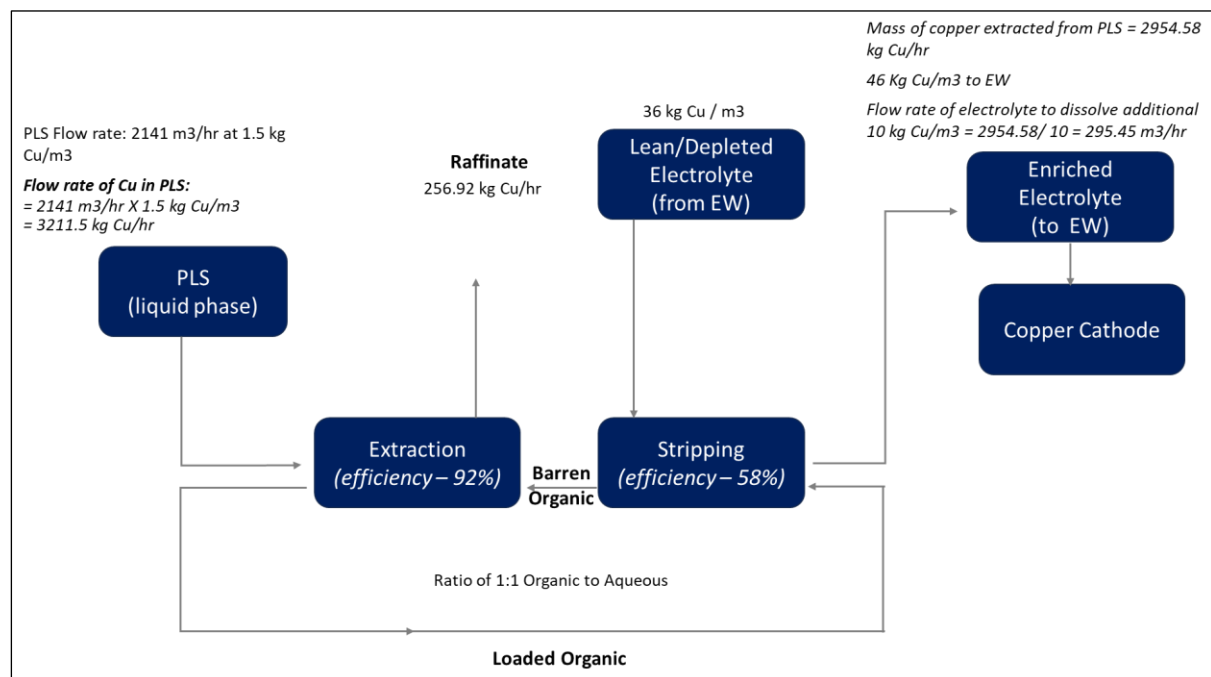 Mass of copper extracted from PLS = 2954.58
kg Cu/hr
46 Kg Cu/m3 to EW
Flow rate of electrolyte to dissolve additional
10 kg Cu/m3 = 2954.58/ 10 = 295.45 m3/hr
PLS Flow rate: 2141 m3/hr at 1.5 kg
Cu/m3
Flow rate of Cu in PLS:
= 2141 m3/hr X 1.5 kg Cu/m3
= 3211.5 kg Cu/hr
Raffinate
256.92 kg Cu/hr
36 kg Cu / m3
Lean/Depleted
Electrolyte
(from EW)
Enriched
Electrolyte
(to  EW)
PLS
(liquid phase)
Copper Cathode
Extraction
(efficiency – 92%)
Barren
Organic
Stripping
(efficiency – 58%)
Ratio of 1:1 Organic to Aqueous
Loaded Organic